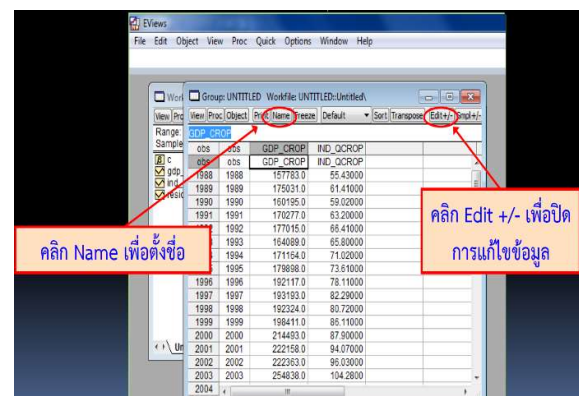 EViews
File Edit Object View Proc Quick Options Window Help
Group: UNTITLED Workfile: UNTITLED::Untitled\
View Proc Object Print Name Freeze Default Sort Transpose Edit+/- Smpl+/-
Range:
Sample
GDP_CROP
obs obs GDP_CROP IND_QCROP
obs obs GDP_CROP IND_QCROP
c
1988 1988 157783.0 55.43000
1989 1989 175031.0 61.41000
1990 1990 160195.0 59.02000
1991 1991 170277.0 63.20000
1992 177015.0 66.41000
1993 164089.0 65.80000
1994 171164.0 71.02000
1995 179898.0 73.61000
1996 1996 192117.0 78.11000
1997 1997 193193.0 82.29000
1998 1998 192324.0 80.72000
1999 1999 198411.0 85.11000
2000 2000 214493.0 87.90000
2001 2001 222158.0 94.07000
2002 2002 222363.0 96.03000
2003 2003 254838.0 104.2800
2004
คลิก Name เพื่อตั้งชื่อ
คลิก Edit +/- เพื่อปิด
การแก้ไขข้อมูล